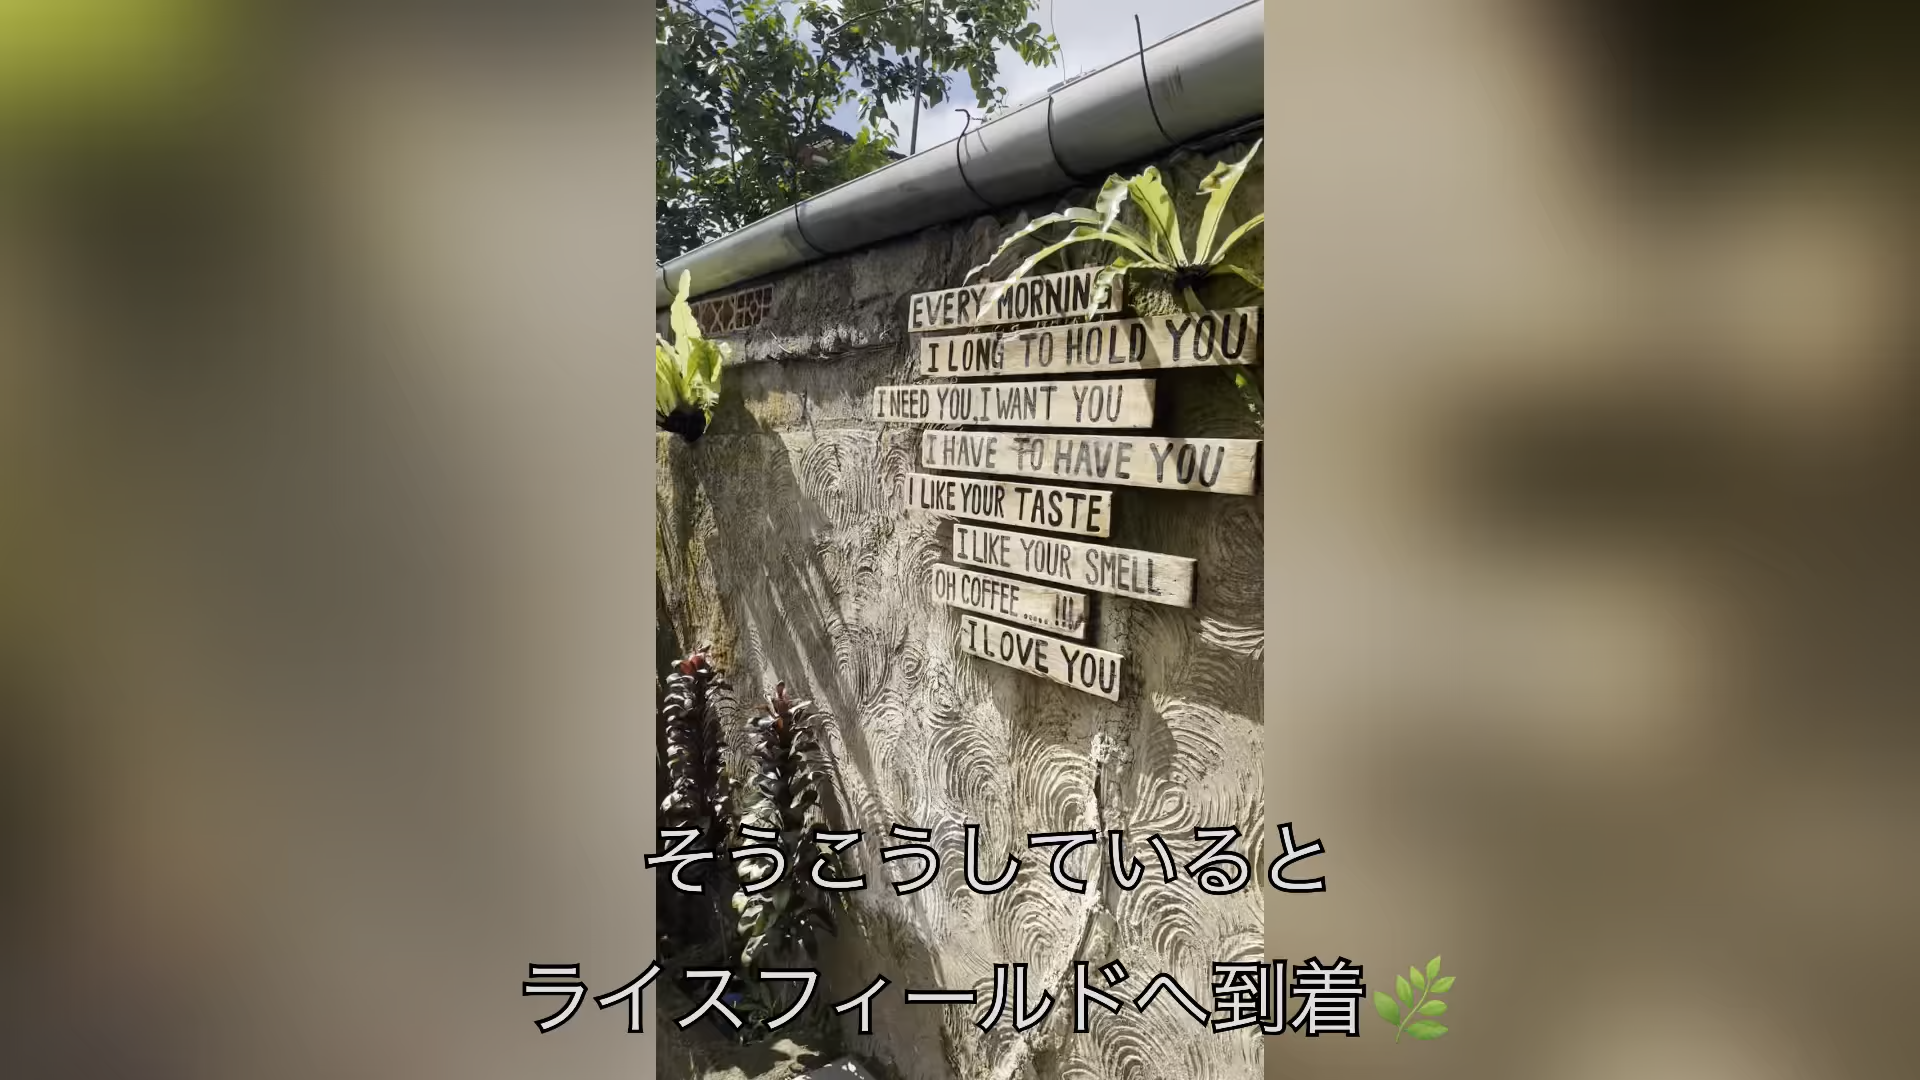 EVERY MORNING
I LONG TO HOLD YOU
I NEED YOU, I WANT YOU
I HAVE TO HAVE YOU
I LIKE YOUR TASTE
I LIKE YOUR SMELL
OH COFFEE..... !!!
I LOVE YOU
そうこうしていると
ライスフィールドへ到着🌿